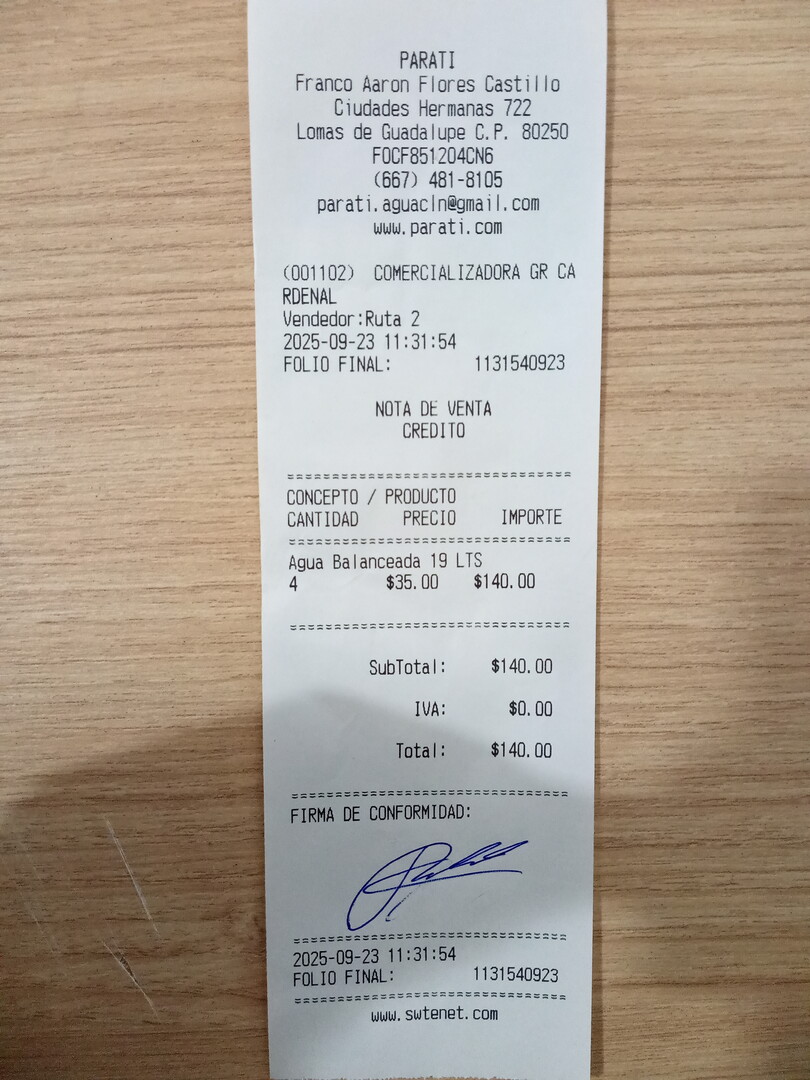 PARATI
Franco Aaron Flores Castillo
Ciudades Hermanas 722
Lomas de Guadalupe C.P. 80250
FOCF851204CN6
(667) 481-8105
parati.aguacln@gmail.com
www.parati.com
(001102) COMERCIALIZADORA GR CA
RDENAL
Vendedor:Ruta 2
2025-09-23 11:31:54
FOLIO FINAL: 1131540923
NOTA DE VENTA
CREDITO
CONCEPTO / PRODUCTO
CANTIDAD PRECIO IMPORTE
Agua Balanceada 19 LTS
4 $35.00 $140.00
SubTotal: $140.00
IVA: $0.00
Total: $140.00
FIRMA DE CONFORMIDAD:
2025-09-23 11:31:54
FOLIO FINAL: 1131540923
www.swtenet.com